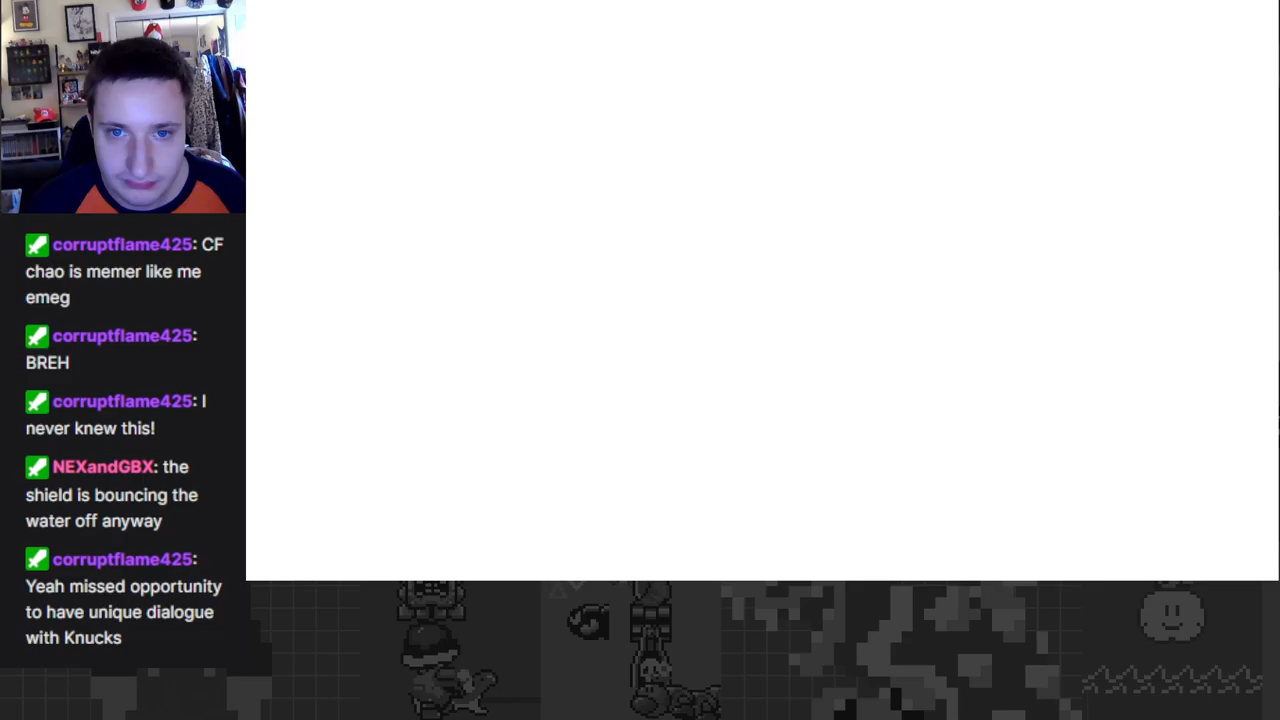 corruptflame425: CF
chao is memer like me
emeg
corruptflame425:
BREH
corruptflame425: I
never knew this!
NEXandGBX: the
shield is bouncing the
water off anyway
corruptflame425:
Yeah missed opportunity
to have unique dialogue
with Knucks